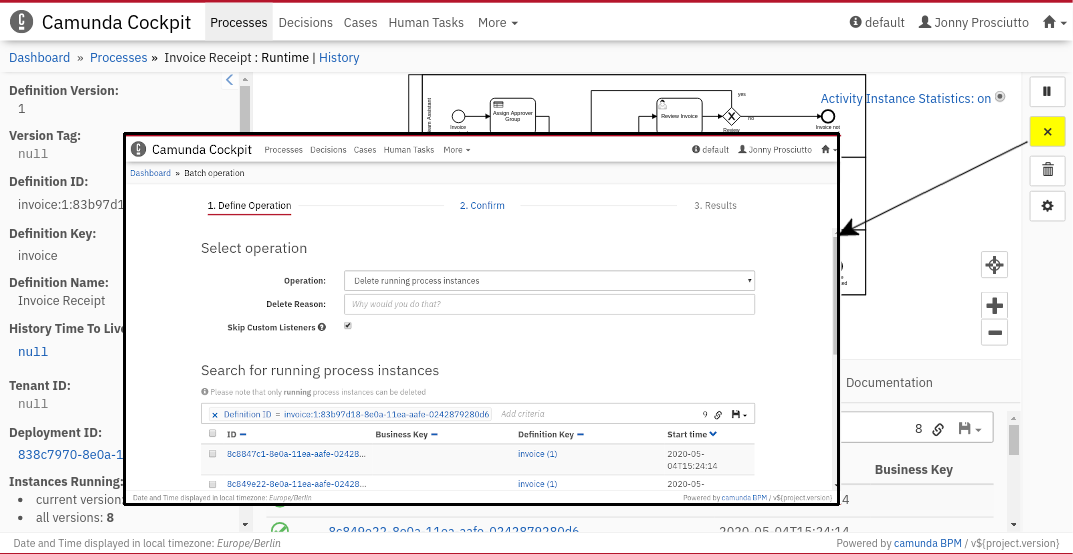 Camunda Cockpit Processes Decisions Cases Human Tasks More default Jonny Prosciutto
Dashboard » Processes » Invoice Receipt : Runtime | History
Definition Version:
1
Version Tag:
null
Definition ID:
invoice:1:83b97d1
Definition Key:
invoice
Definition Name:
Invoice Receipt
History Time To Live
null
Tenant ID:
null
Deployment ID:
838c7970-8e0a-1
Instances Running:
current version
all versions: 8
Invoice
Assign Approver
Group
Review Invoice
yes
no
Review
Invoice not
Activity Instance Statistics: on
Camunda Cockpit Processes Decisions Cases Human Tasks More default Jonny Prosciutto
Dashboard » Batch operation
1. Define Operation 2. Confirm 3. Results
Select operation
Operation: Delete running process instances
Delete Reason: Why would you do that?
Skip Custom Listeners
Search for running process instances
Please note that only running process instances can be deleted
Definition ID = invoice:1:83b97d18-8e0a-11ea-aafe-0242879280d6 Add criteria 9
ID Business Key Definition Key Start time
8c8847c1-8e0a-11ea-aafe-02428... invoice (1) 2020-05-
04T15:24:14
8c849e22-8e0a-11ea-aafe-02428... invoice (1) 2020-05-
Date and Time displayed in local timezone: Europe/Berlin Powered by camunda BPM / v${project.version}
Documentation
8
Business Key
4
8c849e22-8e0a-11ea-aafe-0242879280d6 2020-05-04T15:24:14
Date and Time displayed in local timezone: Europe/Berlin Powered by camunda BPM / v${project.version}